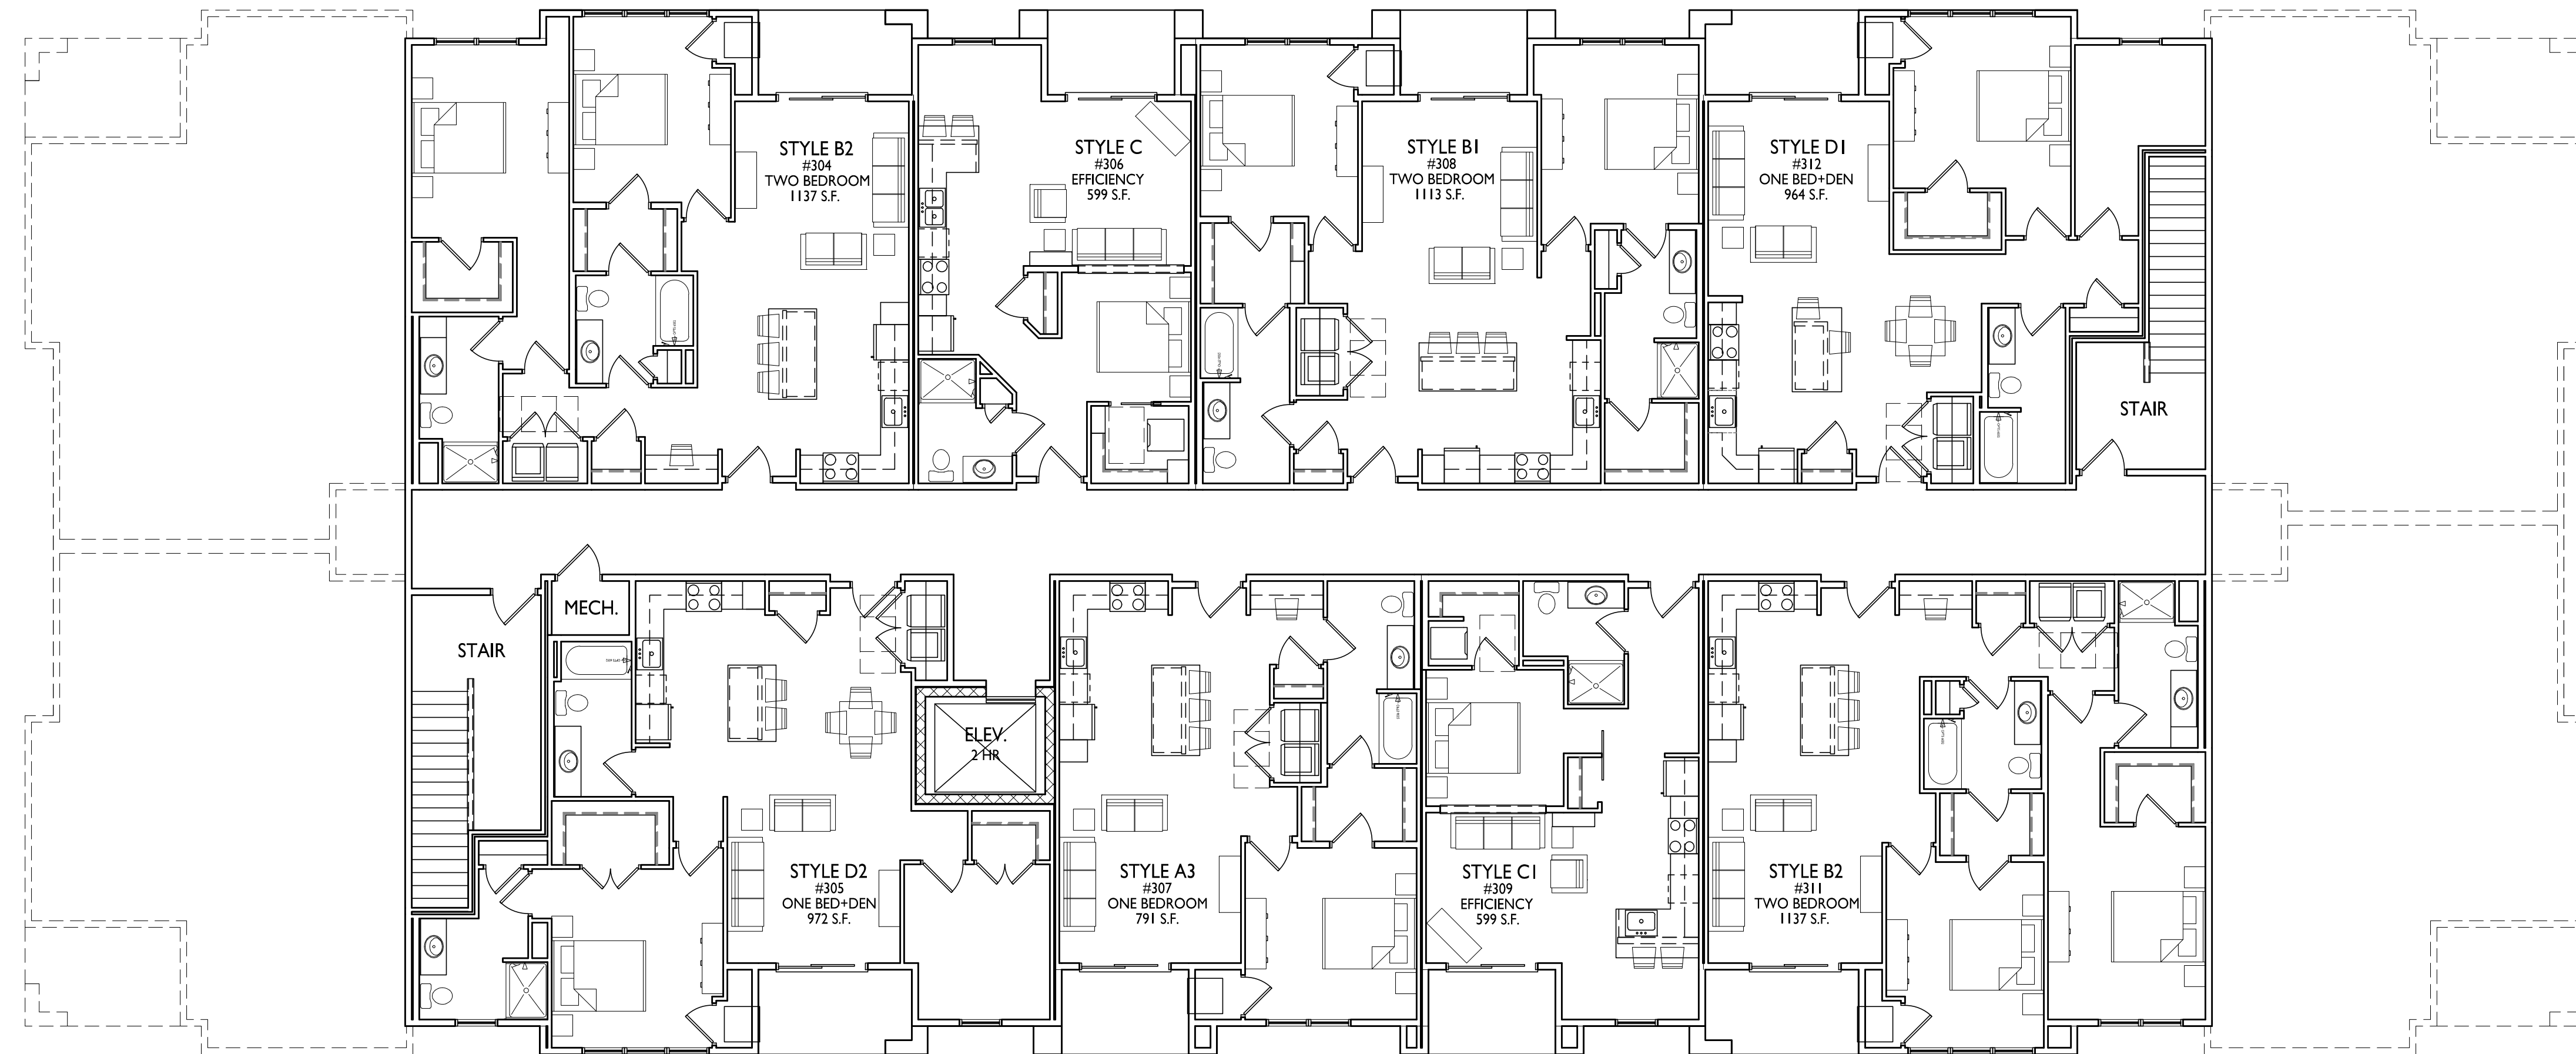 STYLE B2
#304
TWO BEDROOM
1137 S.F.
STYLE C
#306
EFFICIENCY
599 S.F.
STYLE B1
#308
TWO BEDROOM
1113 S.F.
STYLE D1
#312
ONE BED+DEN
964 S.F.
STAIR
MECH.
STAIR
ELEV.
2 HR
STYLE D2
#305
ONE BED+DEN
972 S.F.
STYLE A3
#307
ONE BEDROOM
791 S.F.
STYLE C1
#309
EFFICIENCY
599 S.F.
STYLE B2
#311
TWO BEDROOM
1137 S.F.